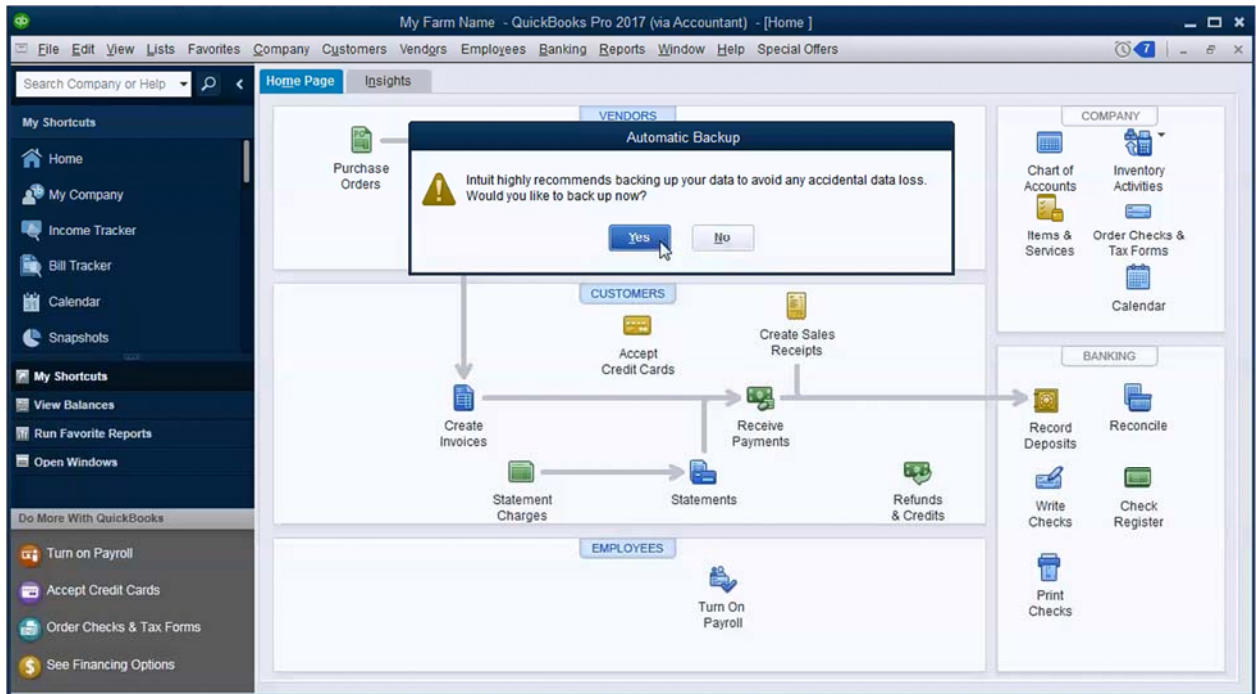 qb
My Farm Name - QuickBooks Pro 2017 (via Accountant) - [Home ]
File Edit View Lists Favorites Company Customers Vendors Employees Banking Reports Window Help Special Offers
7
Search Company or Help
Home Page
Insights
My Shortcuts
Home
My Company
Income Tracker
Bill Tracker
Calendar
Snapshots
My Shortcuts
View Balances
Run Favorite Reports
Open Windows
Do More With QuickBooks
Turn on Payroll
Accept Credit Cards
Order Checks & Tax Forms
See Financing Options
VENDORS
PO
Purchase
Orders
Automatic Backup
Intuit highly recommends backing up your data to avoid any accidental data loss.
Would you like to back up now?
Yes
No
CUSTOMERS
Accept
Credit Cards
Create Sales
Receipts
Create
Invoices
Receive
Payments
Statement
Charges
Statements
Refunds
& Credits
EMPLOYEES
Turn On
Payroll
COMPANY
Chart of
Accounts
Inventory
Activities
Items &
Services
Order Checks &
Tax Forms
Calendar
BANKING
Record
Deposits
Reconcile
Write
Checks
Check
Register
Print
Checks